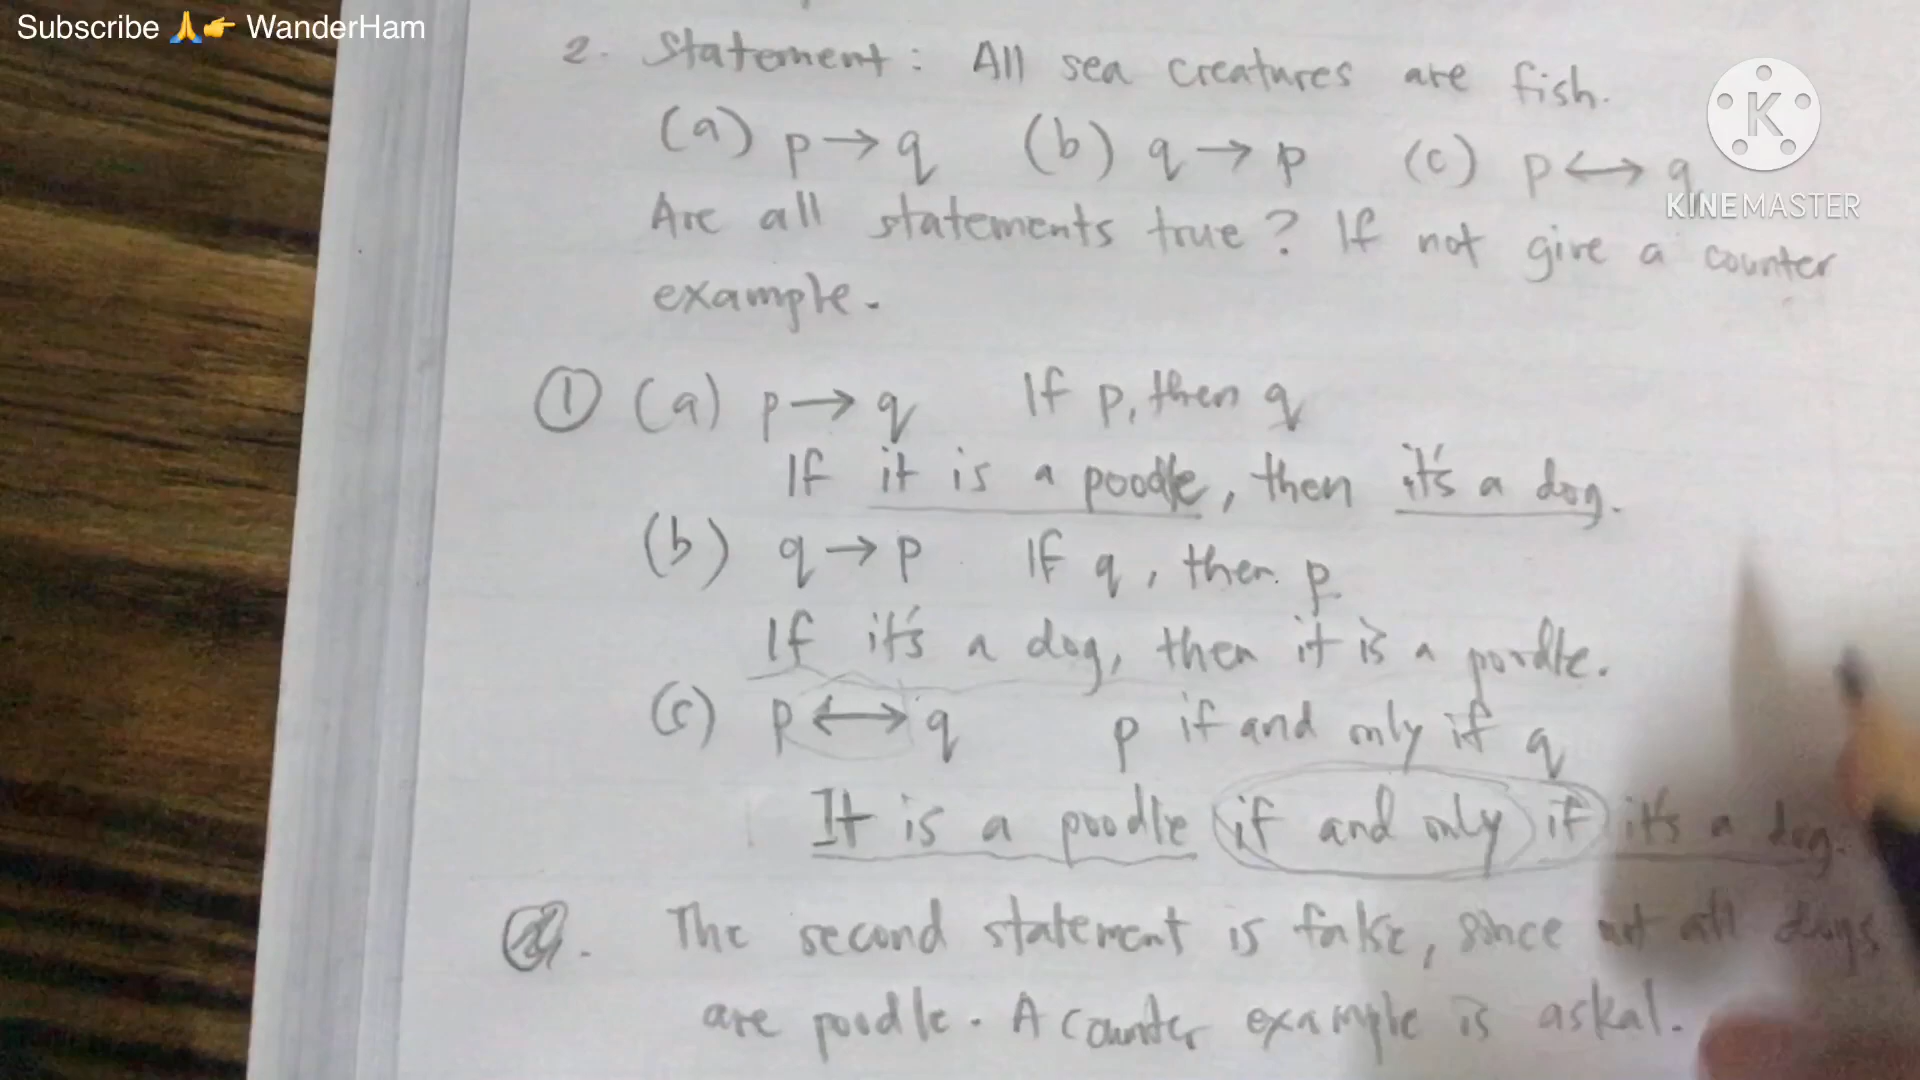 Subscribe 🙏👉 WanderHam
2. Statement: All sea creatures are fish.
(a) p → q (b) q → p (c) p ↔ q
KINEMASTER
Are all statements true? If not give a counter
example.
① (a) p → q If p, then q
If it is a poodle, then it's a dog.
(b) q → p If q, then p
If it's a dog, then it is a poodle.
(c) p ↔ q p if and only if q
It is a poodle if and only if it's a dog.
The second statement is false, since not all dogs
are poodle. A counter example is askal.